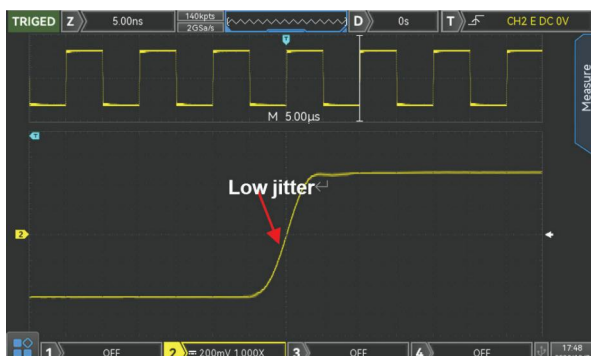 TRIGED Z 5.00ns 140kpts D 0s T CH2 E DC 0V
2GSa/s
T
M 5.00μs
Measure
T
Low jitter↵
2
1 OFF 2 200mV 1.000X 3 OFF 4 OFF 17:48